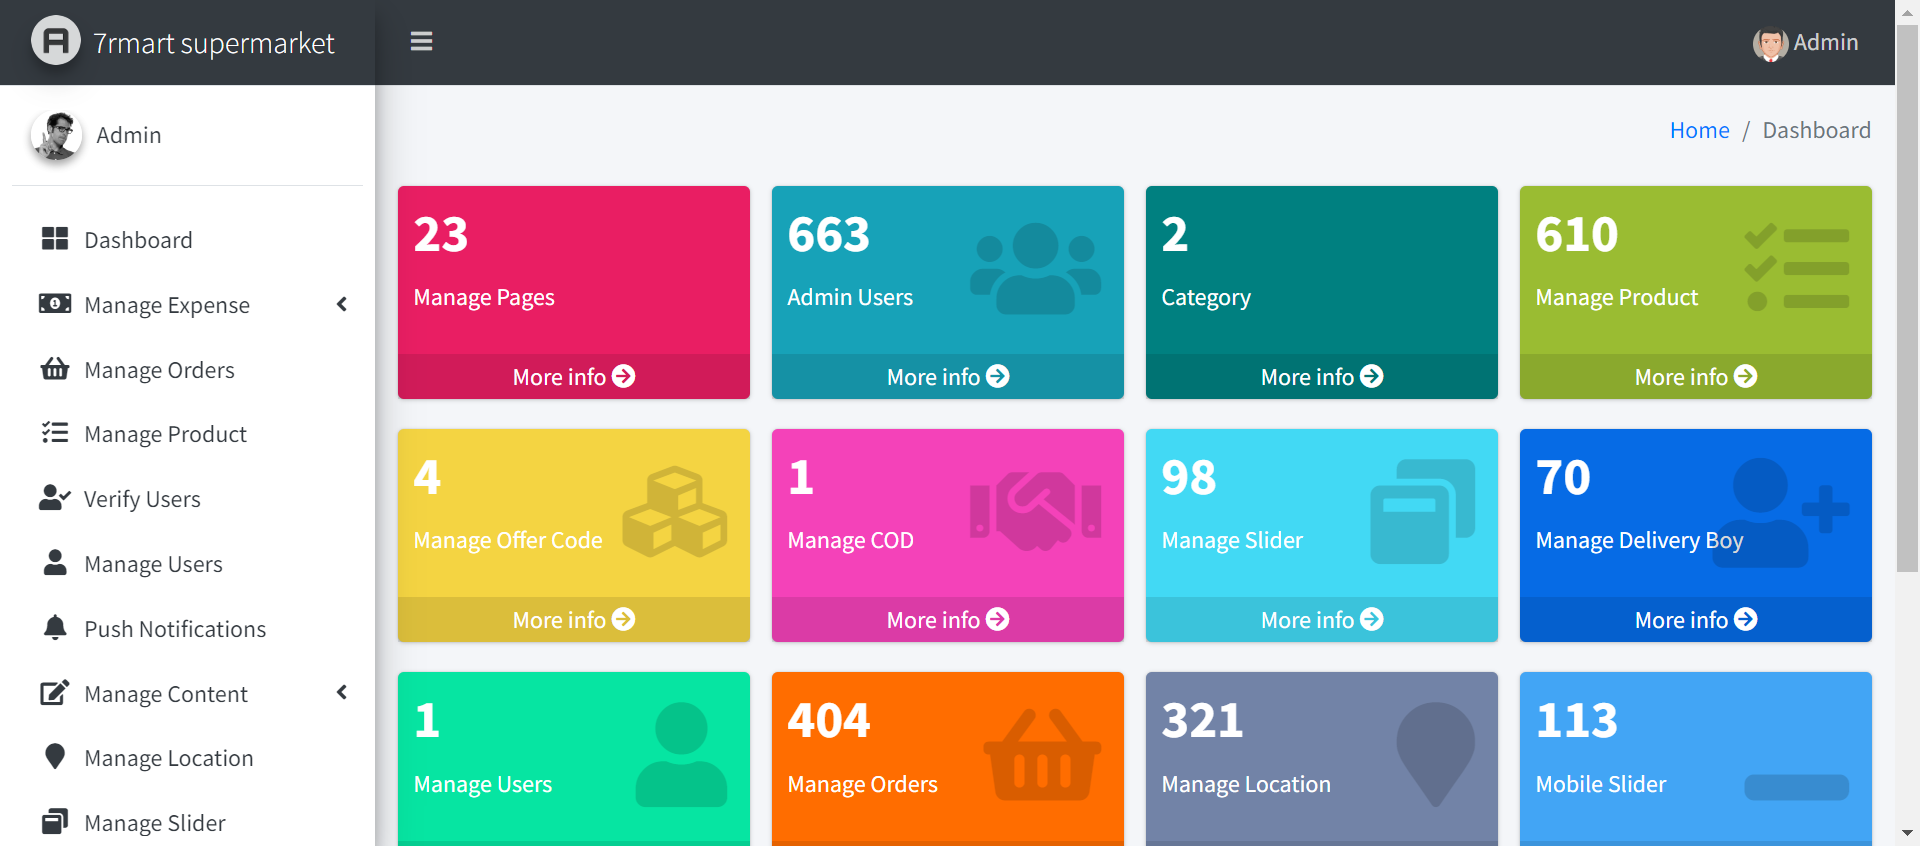 7rmart supermarket
Admin
Admin
Dashboard
Manage Expense
Manage Orders
Manage Product
Verify Users
Manage Users
Push Notifications
Manage Content
Manage Location
Manage Slider
Home / Dashboard
23
Manage Pages
More info
663
Admin Users
More info
2
Category
More info
610
Manage Product
More info
4
Manage Offer Code
More info
1
Manage COD
More info
98
Manage Slider
More info
70
Manage Delivery Boy
More info
1
Manage Users
404
Manage Orders
321
Manage Location
113
Mobile Slider